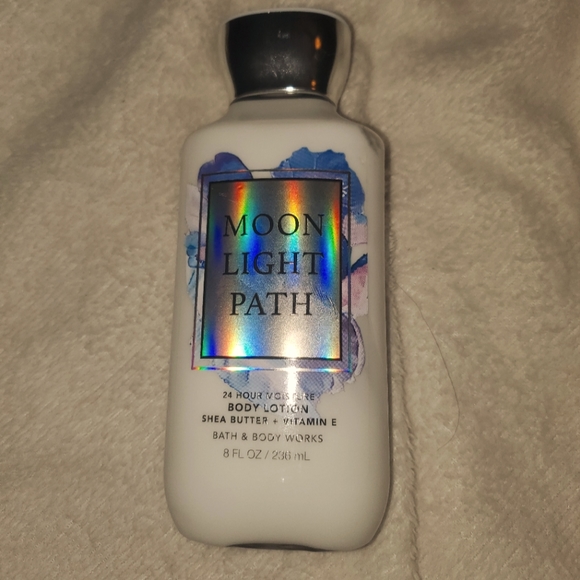 MOON
LIGHT
PATH
24 HOUR MOISTURE
BODY LOTION
SHEA BUTTER + VITAMIN E
BATH & BODY WORKS
8 FL OZ / 236 mL